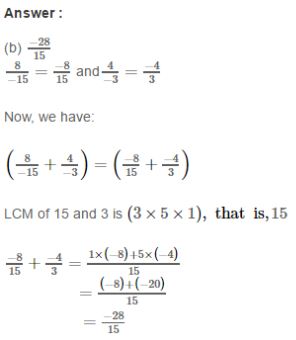 Answer :
(b) −28/15
8/−15 = −8/15 and 4/−3 = −4/3
Now, we have:
(8/−15 + 4/−3) = (−8/15 + −4/3)
LCM of 15 and 3 is (3 × 5 × 1), that is, 15
−8/15 + −4/3 = 1×(−8)+5×(−4)/15
= (−8)+(−20)/15
= −28/15